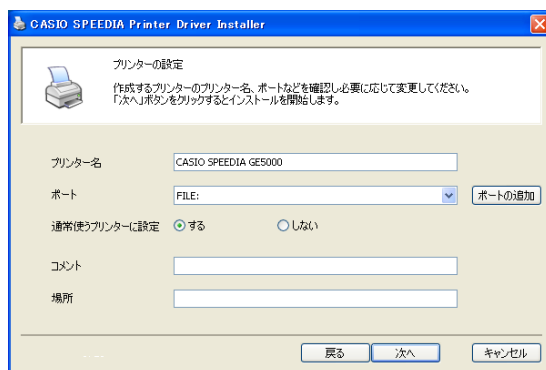 CASIO SPEEDIA Printer Driver Installer
プリンターの設定
作成するプリンターのプリンター名、ポートなどを確認し必要に応じて変更してください。
「次へ」ボタンをクリックするとインストールを開始します。
プリンター名 CASIO SPEEDIA GE5000
ポート FILE: ポートの追加
通常使うプリンターに設定 する しない
コメント
場所
戻る 次へ キャンセル